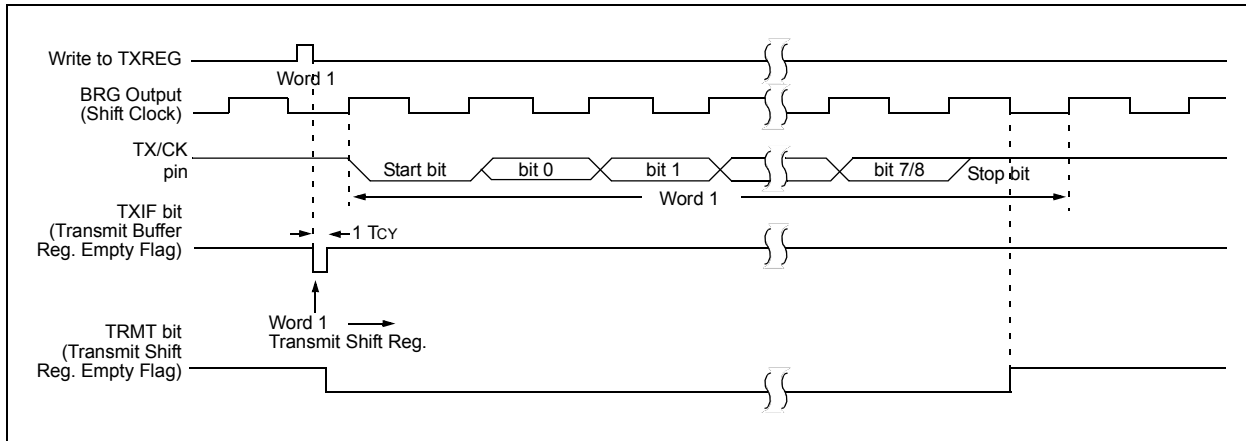 Write to TXREG
Word 1
BRG Output
(Shift Clock)
TX/CK
pin
Start bit
bit 0
bit 1
bit 7/8
Stop bit
Word 1
TXIF bit
(Transmit Buffer
Reg. Empty Flag)
1 TCY
Word 1
Transmit Shift Reg.
TRMT bit
(Transmit Shift
Reg. Empty Flag)